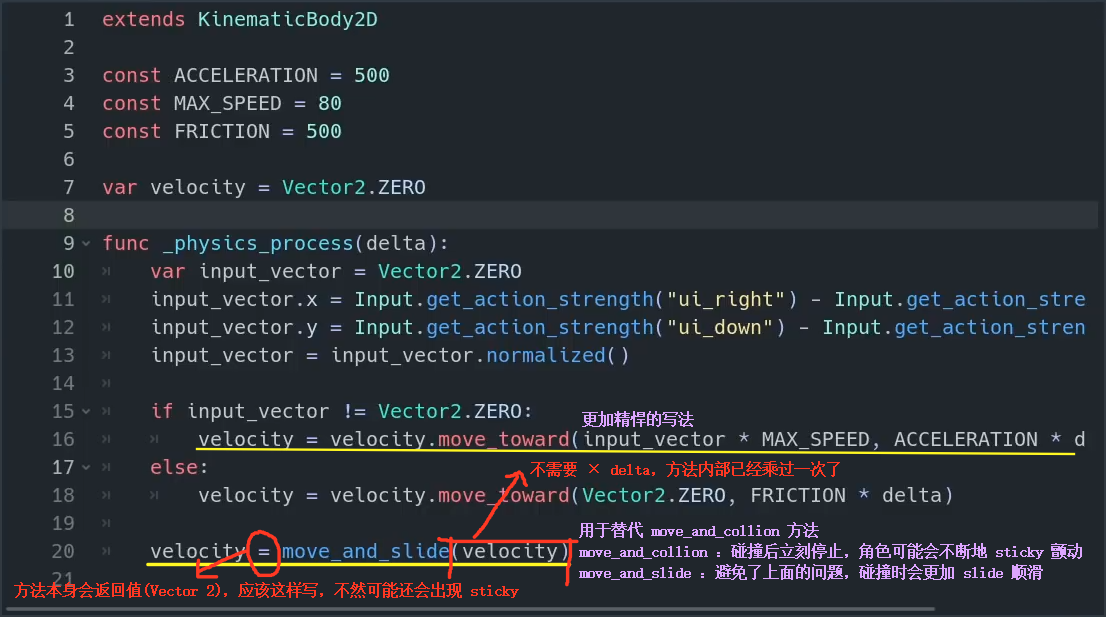 1 extends KinematicBody2D
2
3 const ACCELERATION = 500
4 const MAX_SPEED = 80
5 const FRICTION = 500
6
7 var velocity = Vector2.ZERO
8
9 func _physics_process(delta):
10 var input_vector = Vector2.ZERO
11 input_vector.x = Input.get_action_strength("ui_right") - Input.get_action_stre
12 input_vector.y = Input.get_action_strength("ui_down") - Input.get_action_stren
13 input_vector = input_vector.normalized()
14
15 if input_vector != Vector2.ZERO:
更加精悍的写法
16 velocity = velocity.move_toward(input_vector * MAX_SPEED, ACCELERATION * d
17 else:
不需要 × delta，方法内部已经乘过一次了
18 velocity = velocity.move_toward(Vector2.ZERO, FRICTION * delta)
19
用于替代 move_and_collion 方法
20 velocity = move_and_slide(velocity)
move_and_collion ：碰撞后立刻停止，角色可能会不断地 sticky 颤动
move_and_slide ：避免了上面的问题，碰撞时会更加 slide 顺滑
21
方法本身会返回值(Vector 2)，应该这样写，不然可能还会出现 sticky